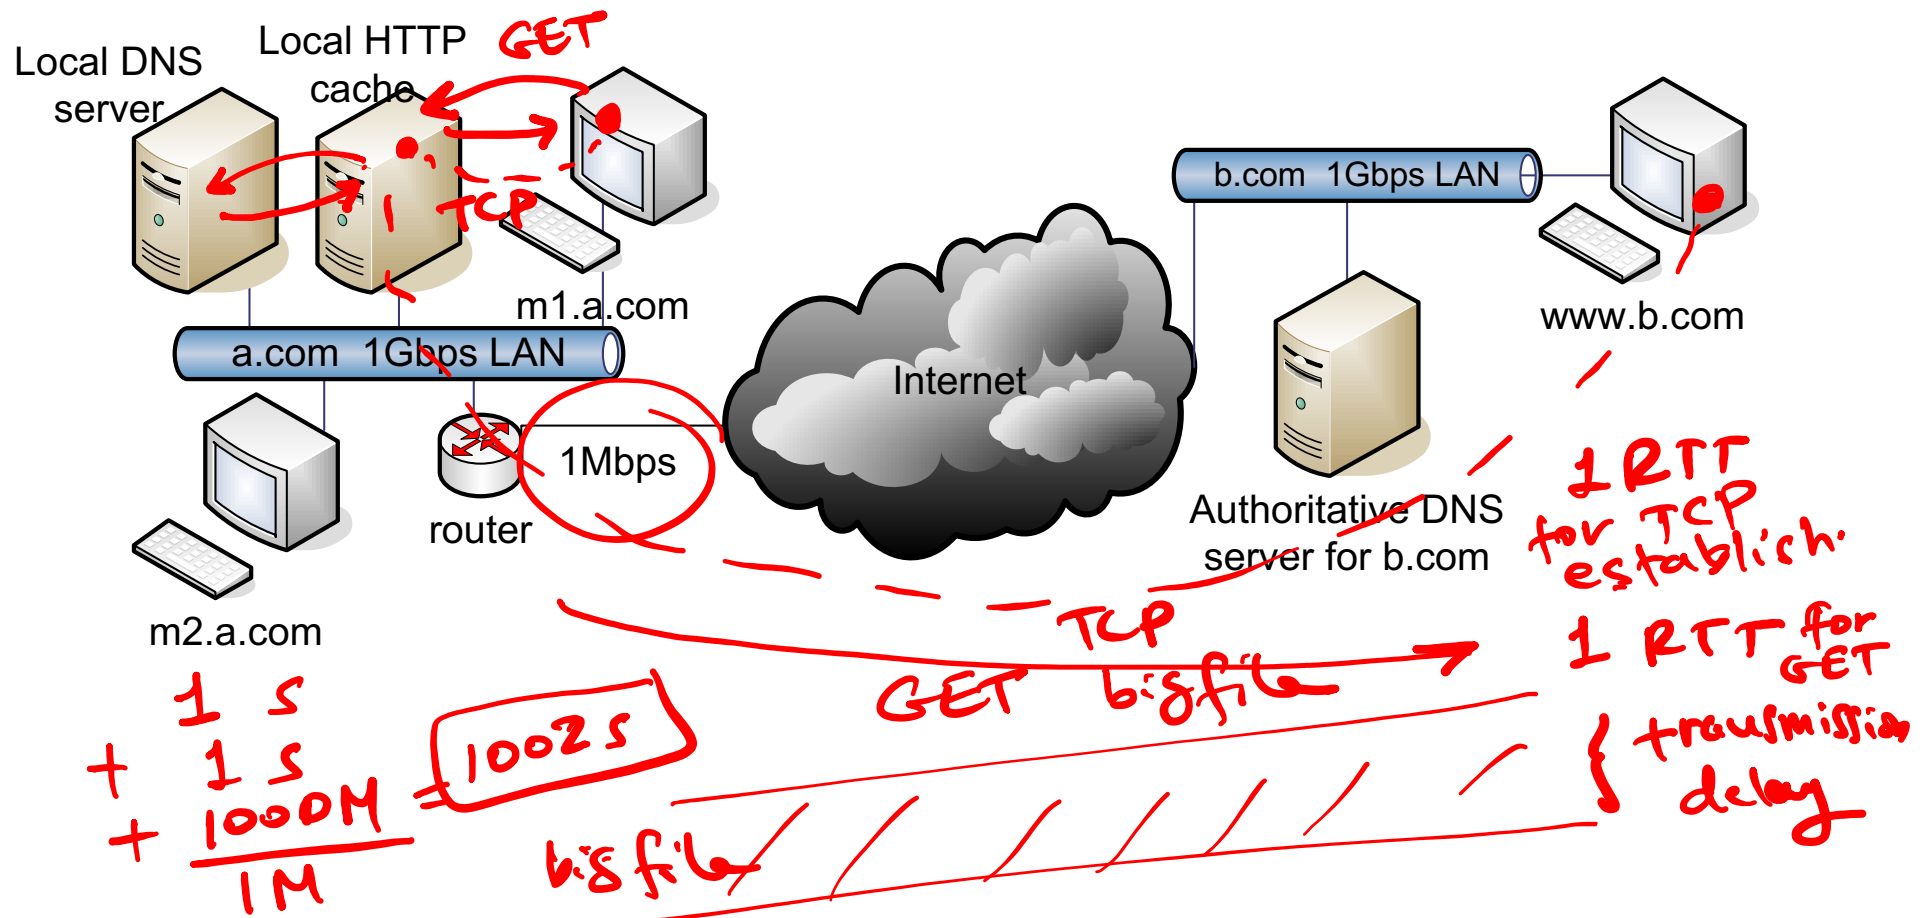 Local DNS
server
Local HTTP
cache
GET
TCP
m1.a.com
a.com 1Gbps LAN
1Mbps
router
m2.a.com
Internet
b.com 1Gbps LAN
www.b.com
Authoritative DNS
server for b.com
1 RTT
for TCP
establish.
TCP
1 RTT for
GET
GET bigfile
transmission
delay
bigfile
1 s
+ 1 s
+ 1000M
1M
= 1002s